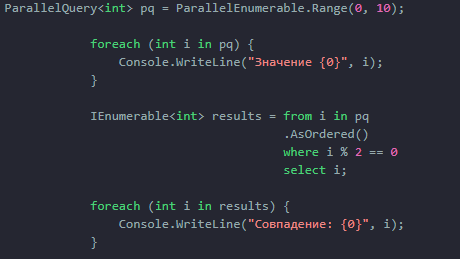 ParallelQuery<int> pq = ParallelEnumerable.Range(0, 10);
foreach (int i in pq) {
Console.WriteLine("Значение {0}", i);
}
IEnumerable<int> results = from i in pq
.AsOrdered()
where i % 2 == 0
select i;
foreach (int i in results) {
Console.WriteLine("Совпадение: {0}", i);
}